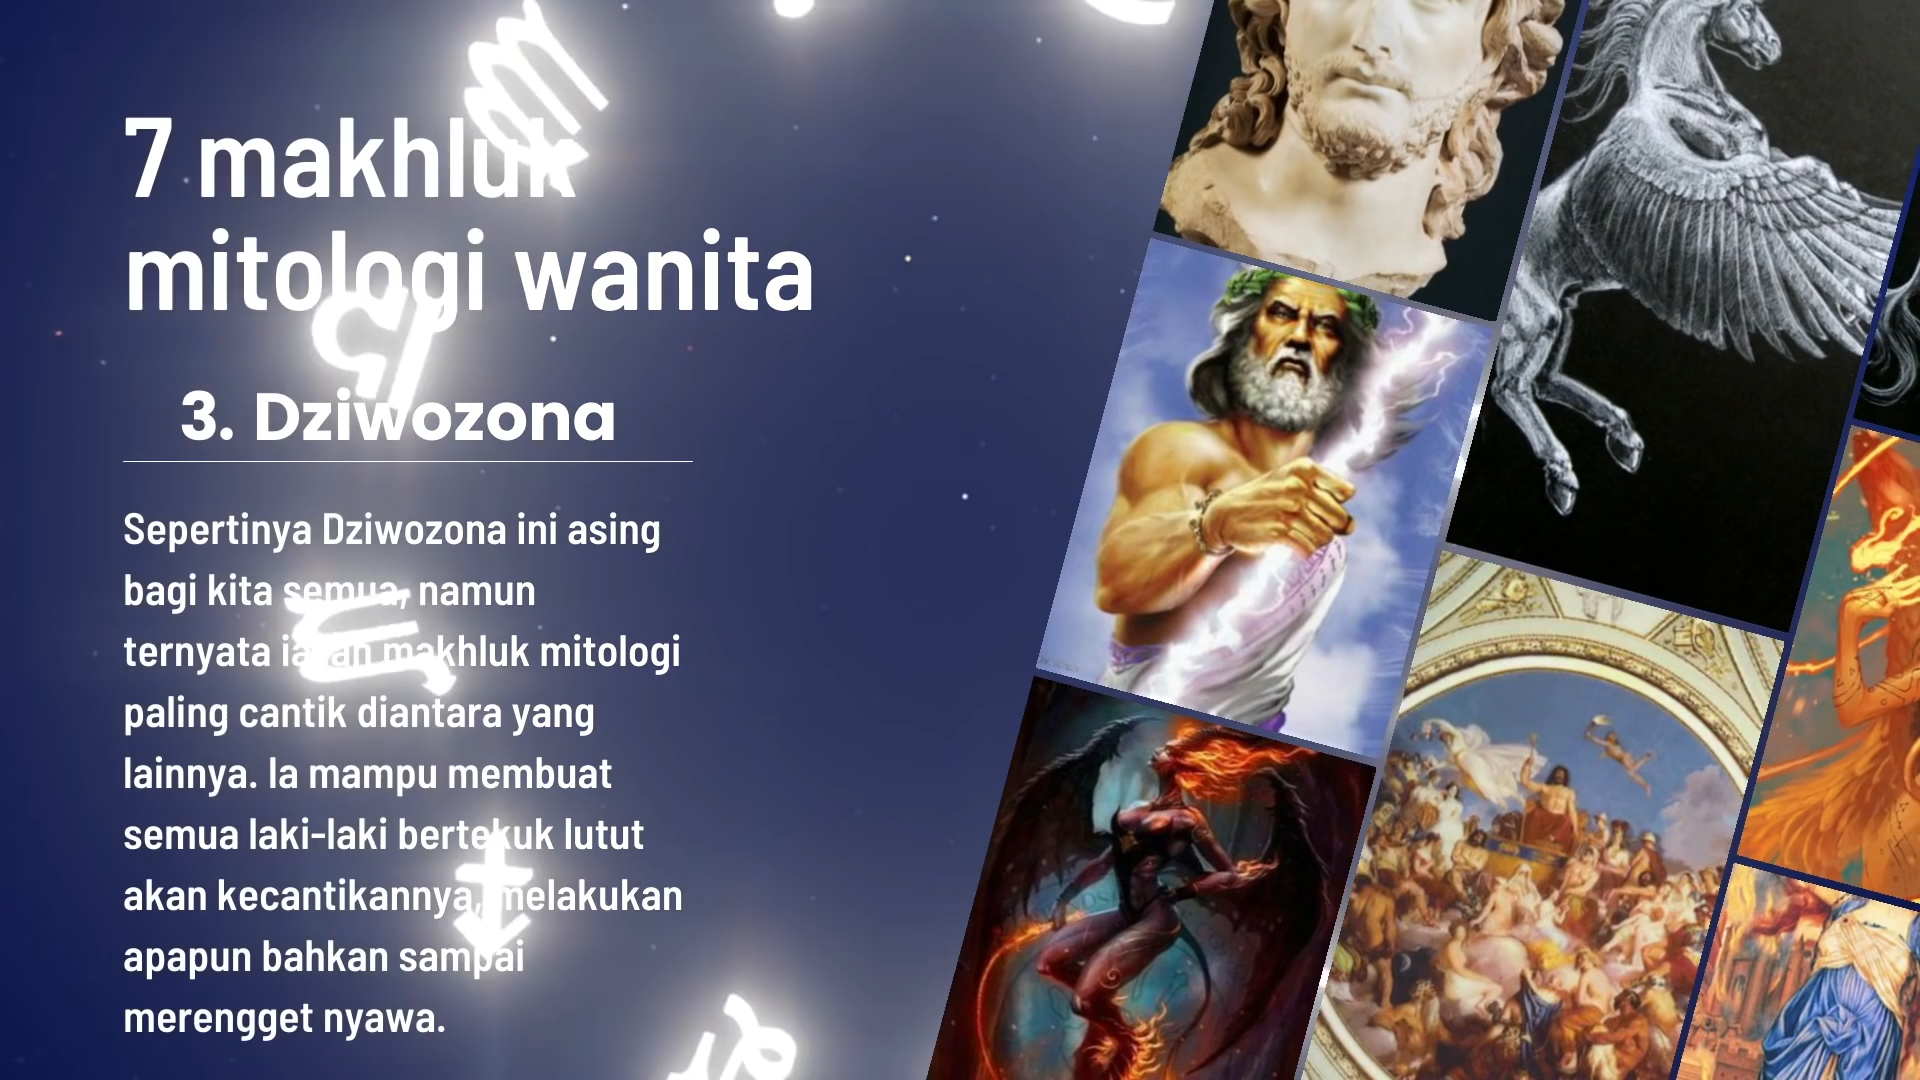 7 makhluk
mitologi wanita
3. Dziwozona
Sepertinya Dziwozona ini asing
bagi kita semua, namun
ternyata ialah makhluk mitologi
paling cantik diantara yang
lainnya. Ia mampu membuat
semua laki-laki bertekuk lutut
akan kecantikannya, melakukan
apapun bahkan sampai
merengget nyawa.